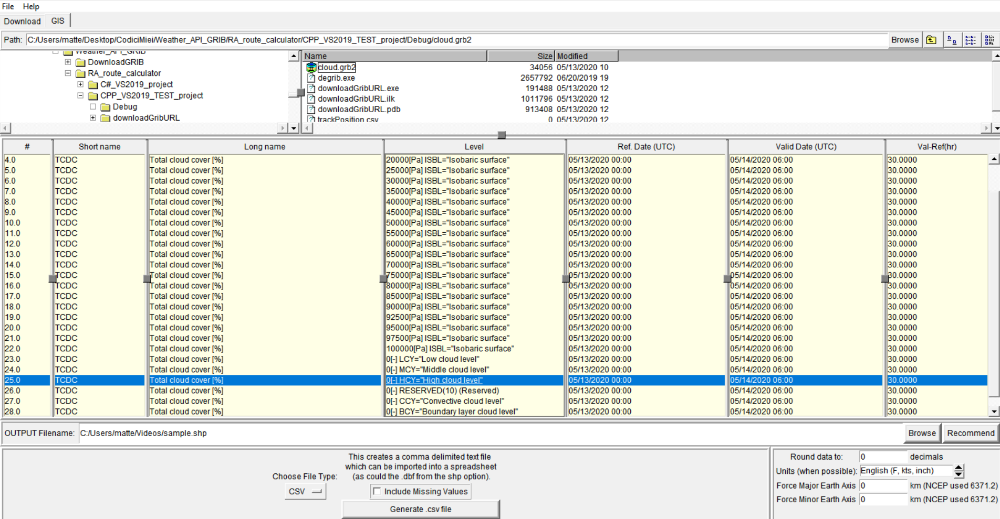 File Help
Download GIS
Path: C:/Users/matte/Desktop/CodiciMiei/Weather_API_GRIB/RA_route_calculator/CPP_VS2019_TEST_project/Debug/cloud.grb2 Browse
Weather_API_GRIB
DownloadGRIB
RA_route_calculator
C#_VS2019_project
CPP_VS2019_TEST_project
Debug
downloadGribURL
Name Size Modified
cloud.grb2 34056 05/13/2020 10
degrib.exe 2657792 06/20/2019 19
downloadGribURL.exe 191488 05/13/2020 12
downloadGribURL.ilk 1011796 05/13/2020 12
downloadGribURL.pdb 913408 05/13/2020 12
trackPosition.csv 0 05/13/2020 12
# Short name Long name Level Ref. Date (UTC) Valid Date (UTC) Val-Ref(hr)
4.0 TCDC Total cloud cover [%] 20000[Pa] ISBL="Isobaric surface" 05/13/2020 00:00 05/14/2020 06:00 30.0000
5.0 TCDC Total cloud cover [%] 25000[Pa] ISBL="Isobaric surface" 05/13/2020 00:00 05/14/2020 06:00 30.0000
6.0 TCDC Total cloud cover [%] 30000[Pa] ISBL="Isobaric surface" 05/13/2020 00:00 05/14/2020 06:00 30.0000
7.0 TCDC Total cloud cover [%] 35000[Pa] ISBL="Isobaric surface" 05/13/2020 00:00 05/14/2020 06:00 30.0000
8.0 TCDC Total cloud cover [%] 40000[Pa] ISBL="Isobaric surface" 05/13/2020 00:00 05/14/2020 06:00 30.0000
9.0 TCDC Total cloud cover [%] 45000[Pa] ISBL="Isobaric surface" 05/13/2020 00:00 05/14/2020 06:00 30.0000
10.0 TCDC Total cloud cover [%] 50000[Pa] ISBL="Isobaric surface" 05/13/2020 00:00 05/14/2020 06:00 30.0000
11.0 TCDC Total cloud cover [%] 55000[Pa] ISBL="Isobaric surface" 05/13/2020 00:00 05/14/2020 06:00 30.0000
12.0 TCDC Total cloud cover [%] 60000[Pa] ISBL="Isobaric surface" 05/13/2020 00:00 05/14/2020 06:00 30.0000
13.0 TCDC Total cloud cover [%] 65000[Pa] ISBL="Isobaric surface" 05/13/2020 00:00 05/14/2020 06:00 30.0000
14.0 TCDC Total cloud cover [%] 70000[Pa] ISBL="Isobaric surface" 05/13/2020 00:00 05/14/2020 06:00 30.0000
15.0 TCDC Total cloud cover [%] 75000[Pa] ISBL="Isobaric surface" 05/13/2020 00:00 05/14/2020 06:00 30.0000
16.0 TCDC Total cloud cover [%] 80000[Pa] ISBL="Isobaric surface" 05/13/2020 00:00 05/14/2020 06:00 30.0000
17.0 TCDC Total cloud cover [%] 85000[Pa] ISBL="Isobaric surface" 05/13/2020 00:00 05/14/2020 06:00 30.0000
18.0 TCDC Total cloud cover [%] 90000[Pa] ISBL="Isobaric surface" 05/13/2020 00:00 05/14/2020 06:00 30.0000
19.0 TCDC Total cloud cover [%] 92500[Pa] ISBL="Isobaric surface" 05/13/2020 00:00 05/14/2020 06:00 30.0000
20.0 TCDC Total cloud cover [%] 95000[Pa] ISBL="Isobaric surface" 05/13/2020 00:00 05/14/2020 06:00 30.0000
21.0 TCDC Total cloud cover [%] 97500[Pa] ISBL="Isobaric surface" 05/13/2020 00:00 05/14/2020 06:00 30.0000
22.0 TCDC Total cloud cover [%] 100000[Pa] ISBL="Isobaric surface" 05/13/2020 00:00 05/14/2020 06:00 30.0000
23.0 TCDC Total cloud cover [%] 0[-] LCY="Low cloud level" 05/13/2020 00:00 05/14/2020 06:00 30.0000
24.0 TCDC Total cloud cover [%] 0[-] MCY="Middle cloud level" 05/13/2020 00:00 05/14/2020 06:00 30.0000
25.0 TCDC Total cloud cover [%] 0[-] HCY="High cloud level" 05/13/2020 00:00 05/14/2020 06:00 30.0000
26.0 TCDC Total cloud cover [%] 0[-] RESERVED(10) (Reserved) 05/13/2020 00:00 05/14/2020 06:00 30.0000
27.0 TCDC Total cloud cover [%] 0[-] CCY="Convective cloud level" 05/13/2020 00:00 05/14/2020 06:00 30.0000
28.0 TCDC Total cloud cover [%] 0[-] BCY="Boundary layer cloud level" 05/13/2020 00:00 05/14/2020 06:00 30.0000
OUTPUT Filename: C:/Users/matte/Videos/sample.shp Browse Recommend
This creates a comma delimited text file
which can be imported into a spreadsheet
Choose File Type: (as could the .dbf from the shp option).
CSV Include Missing Values
Generate .csv file
Round data to: 0 decimals
Units (when possible): English (F, kts, inch)
Force Major Earth Axis 0 km (NCEP used 6371.2)
Force Minor Earth Axis 0 km (NCEP used 6371.2)